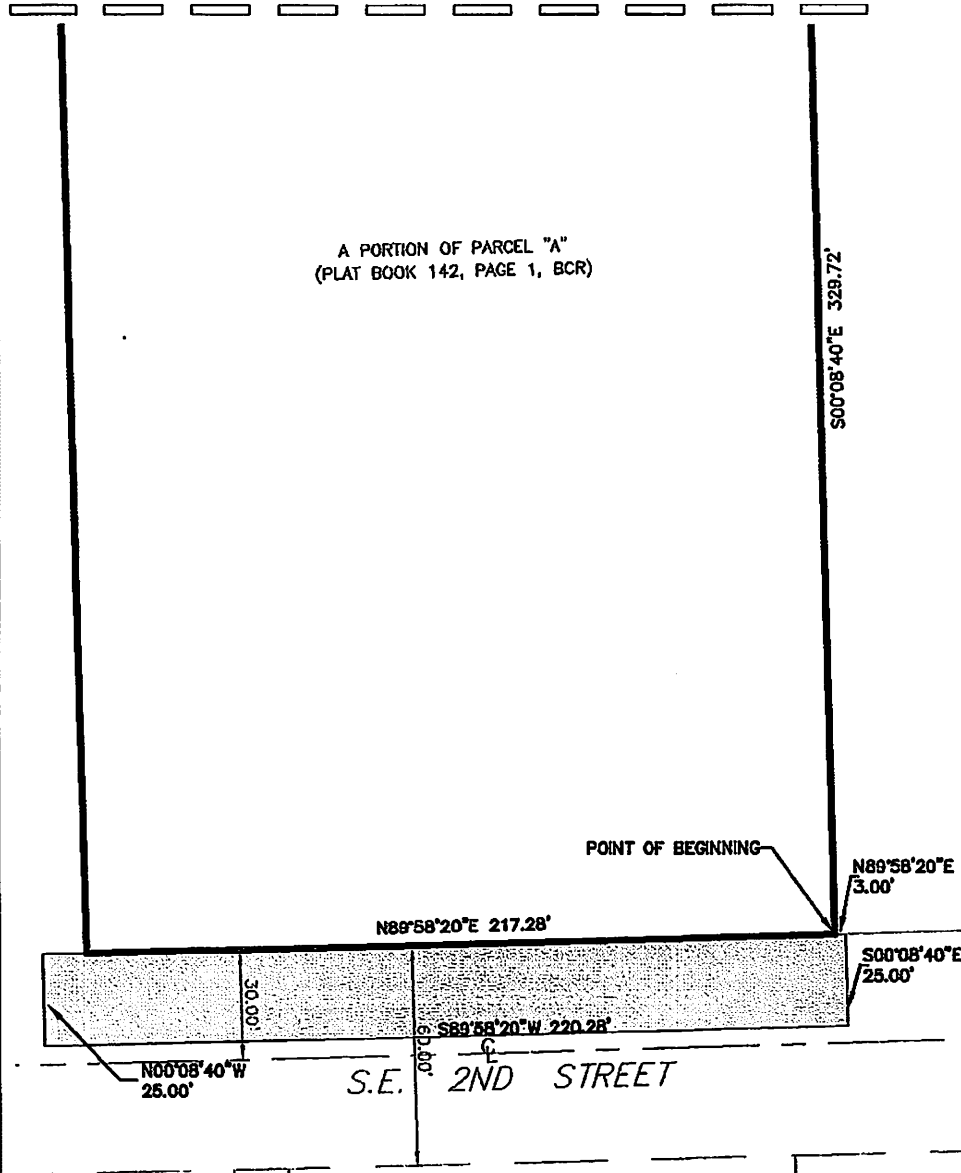 A PORTION OF PARCEL "A"
(PLAT BOOK 142, PAGE 1, BCR)
S00°08'40"E 329.72'
POINT OF BEGINNING
N89°58'20"E
3.00'
N89°58'20"E 217.28'
S00°08'40"E
25.00'
30.00'
60.00'
S89°58'20"W 220.28'
CL
N00°08'40"W
25.00'
S.E. 2ND STREET